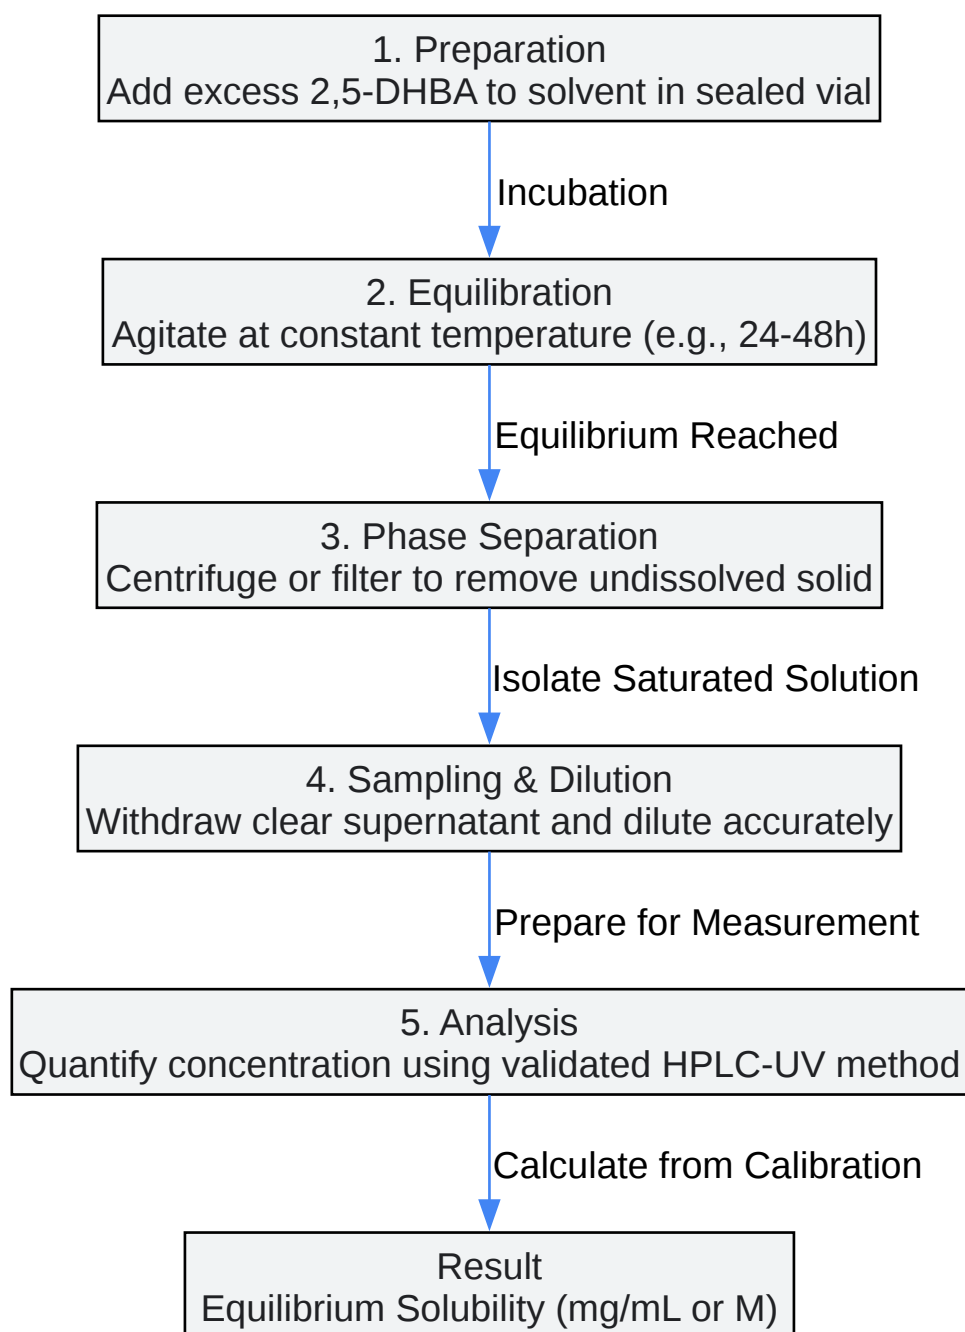 1. Preparation
Add excess 2,5-DHBA to solvent in sealed vial
Incubation
2. Equilibration
Agitate at constant temperature (e.g., 24-48h)
Equilibrium Reached
3. Phase Separation
Centrifuge or filter to remove undissolved solid
Isolate Saturated Solution
4. Sampling & Dilution
Withdraw clear supernatant and dilute accurately
Prepare for Measurement
5. Analysis
Quantify concentration using validated HPLC-UV method
Calculate from Calibration
Result
Equilibrium Solubility (mg/mL or M)